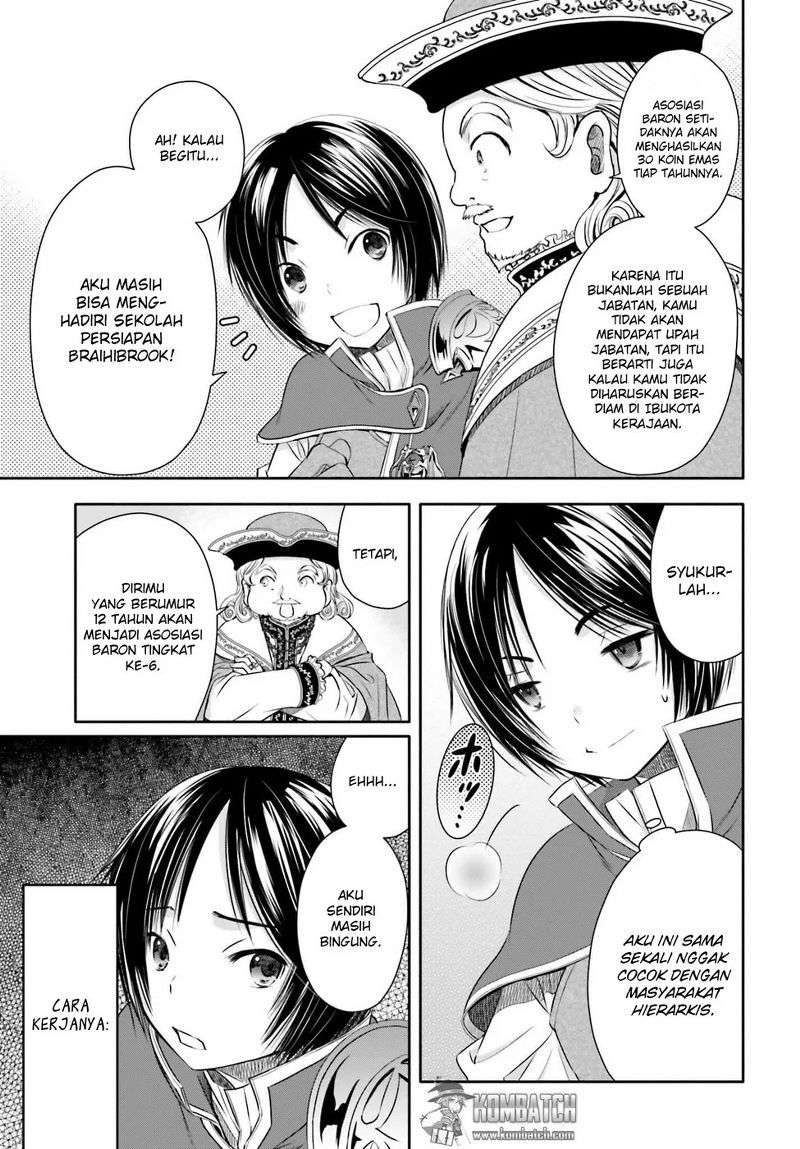 ASOSIASI
BARON SETI-
DAKNYA AKAN
MENGHASILKAN
30 KOIN EMAS
TIAP TAHUNNYA.
KARENA ITU
BUKANLAH SEBUAH
JABATAN, KAMU
TIDAK AKAN
MENDAPAT UPAH
JABATAN, TAPI ITU
BERARTI JUGA
KALAU KAMU TIDAK
DIHARUSKAN BER-
DIAM DI IBUKOTA
KERAJAAN.
AH! KALAU
BEGITU...
AKU MASIH
BISA MENG-
HADIRI SEKOLAH
PERSIAPAN
BRAIHIBROOK!
SYUKUR-
LAH...
ホッ…
AKU INI SAMA
SEKALI NGGAK
COCOK DENGAN
MASYARAKAT
HIERARKIS.
TETAPI,
DIRIMU
YANG BERUMUR
12 TAHUN AKAN
MENJADI ASOSIASI
BARON TINGKAT
KE-6.
EHHH...
AKU
SENDIRI
MASIH
BINGUNG.
CARA
KERJANYA:
KOMBATCH
www.kombatch.com